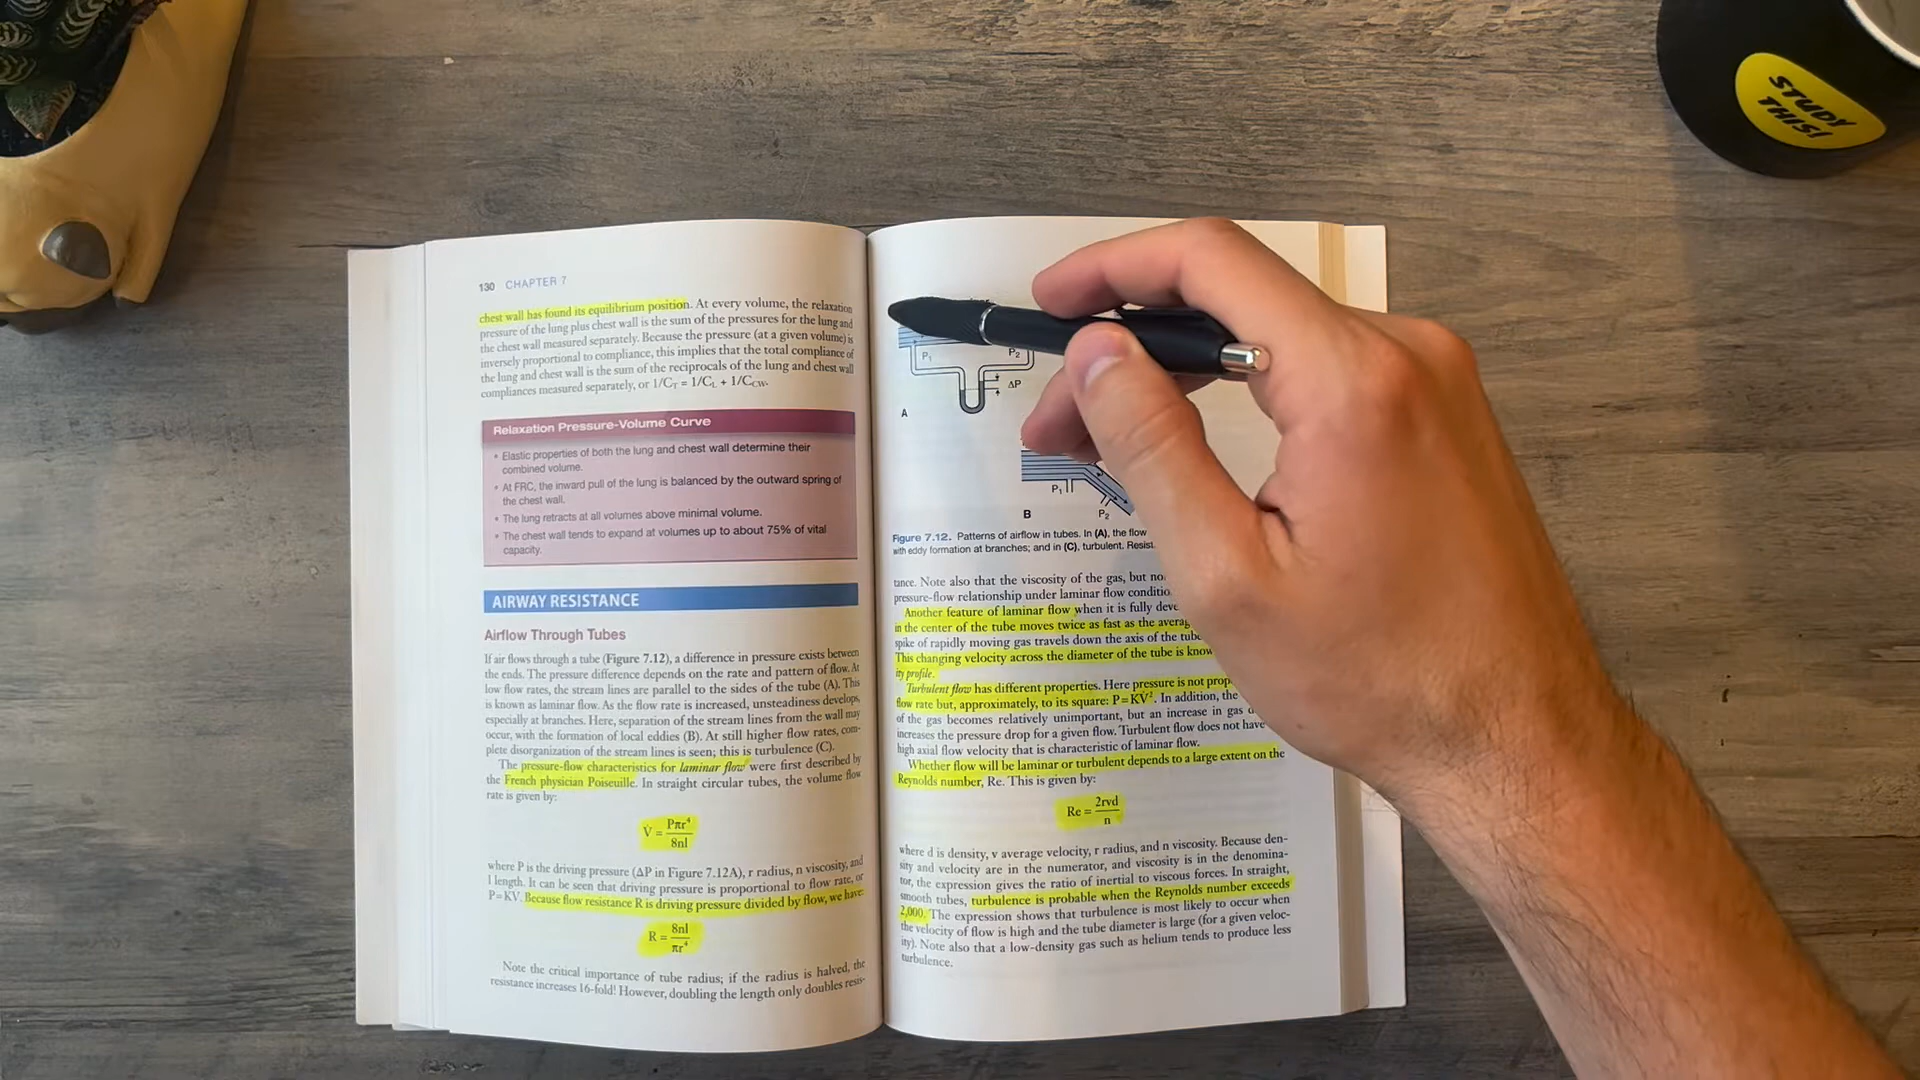 STUDY
THIS!
130 CHAPTER 7
chest wall has found its equilibrium position. At every volume, the relaxation
pressure of the lung plus chest wall is the sum of the pressures for the lung and
the chest wall measured separately. Because the pressure (at a given volume) is
inversely proportional to compliance, this implies that the total compliance of
the lung and chest wall is the sum of the reciprocals of the lung and chest wall
compliances measured separately, or 1/C_T = 1/C_L + 1/C_CW.
Relaxation Pressure-Volume Curve
• Elastic properties of both the lung and chest wall determine their
combined volume.
• At FRC, the inward pull of the lung is balanced by the outward spring of
the chest wall.
• The lung retracts at all volumes above minimal volume.
• The chest wall tends to expand at volumes up to about 75% of vital
capacity.
AIRWAY RESISTANCE
Airflow Through Tubes
If air flows through a tube (Figure 7.12), a difference in pressure exists between
the ends. The pressure difference depends on the rate and pattern of flow. At
low flow rates, the stream lines are parallel to the sides of the tube (A). This
is known as laminar flow. As the flow rate is increased, unsteadiness develops,
especially at branches. Here, separation of the stream lines from the wall may
occur, with the formation of local eddies (B). At still higher flow rates, com-
plete disorganization of the stream lines is seen; this is turbulence (C).
The pressure-flow characteristics for laminar flow were first described by
the French physician Poiseuille. In straight circular tubes, the volume flow
rate is given by:
V̇ = Pπr⁴/8nl
where P is the driving pressure (ΔP in Figure 7.12A), r radius, n viscosity, and
l length. It can be seen that driving pressure is proportional to flow rate, or
P=KV̇. Because flow resistance R is driving pressure divided by flow, we have:
R = 8nl/πr⁴
Note the critical importance of tube radius; if the radius is halved, the
resistance increases 16-fold! However, doubling the length only doubles resis-
P₁ P₂
ΔP
A
P₁
P₂
B
Figure 7.12. Patterns of airflow in tubes. In (A), the flow
with eddy formation at branches; and in (C), turbulent. Resist
tance. Note also that the viscosity of the gas, but no
pressure-flow relationship under laminar flow conditio
Another feature of laminar flow when it is fully deve
in the center of the tube moves twice as fast as the averag
spike of rapidly moving gas travels down the axis of the tube
This changing velocity across the diameter of the tube is know
ity profile.
Turbulent flow has different properties. Here pressure is not prop
flow rate but, approximately, to its square: P=KV̇². In addition, the
of the gas becomes relatively unimportant, but an increase in gas
increases the pressure drop for a given flow. Turbulent flow does not have
high axial flow velocity that is characteristic of laminar flow.
Whether flow will be laminar or turbulent depends to a large extent on the
Reynolds number, Re. This is given by:
Re = 2rvd/n
where d is density, v average velocity, r radius, and n viscosity. Because den-
sity and velocity are in the numerator, and viscosity is in the denomina-
tor, the expression gives the ratio of inertial to viscous forces. In straight,
smooth tubes, turbulence is probable when the Reynolds number exceeds
2,000. The expression shows that turbulence is most likely to occur when
the velocity of flow is high and the tube diameter is large (for a given veloc-
ity). Note also that a low-density gas such as helium tends to produce less
turbulence.